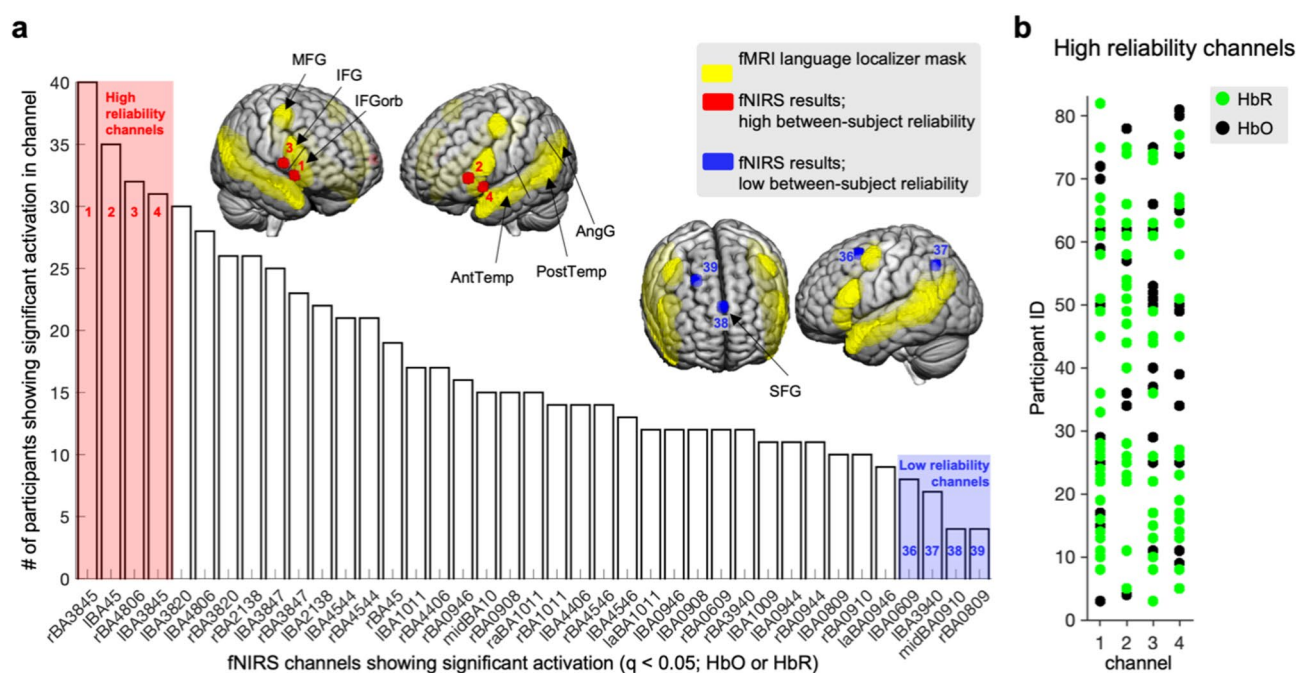 a
# of participants showing significant activation in channel
40
35
30
25
20
15
10
5
0
High
reliability
channels
1
2
3
4
MFG
IFG
IFGorb
3
1
2
4
AntTemp
PostTemp
AngG
fMRI language localizer mask
fNIRS results;
high between-subject reliability
fNIRS results;
low between-subject reliability
39
38
SFG
36
37
Low reliability
channels
36
37
38
39
rBA3845
lBA45
rBA4806
lBA3845
lBA3820
lBA4806
rBA3820
rBA2138
lBA3847
rBA3847
lBA2138
lBA4544
rBA4544
rBA45
lBA1011
rBA4406
rBA0946
midBA10
rBA0908
raBA1011
rBA1011
lBA4406
rBA4546
lBA4546
laBA1011
lBA0946
lBA0908
rBA0609
rBA3940
lBA1009
lBA0944
rBA0944
lBA0809
rBA0910
laBA0946
lBA0609
lBA3940
midBA0910
rBA0809
fNIRS channels showing significant activation (q < 0.05; HbO or HbR)
b
High reliability channels
HbR
HbO
Participant ID
80
70
60
50
40
30
20
10
0
1 2 3 4
channel